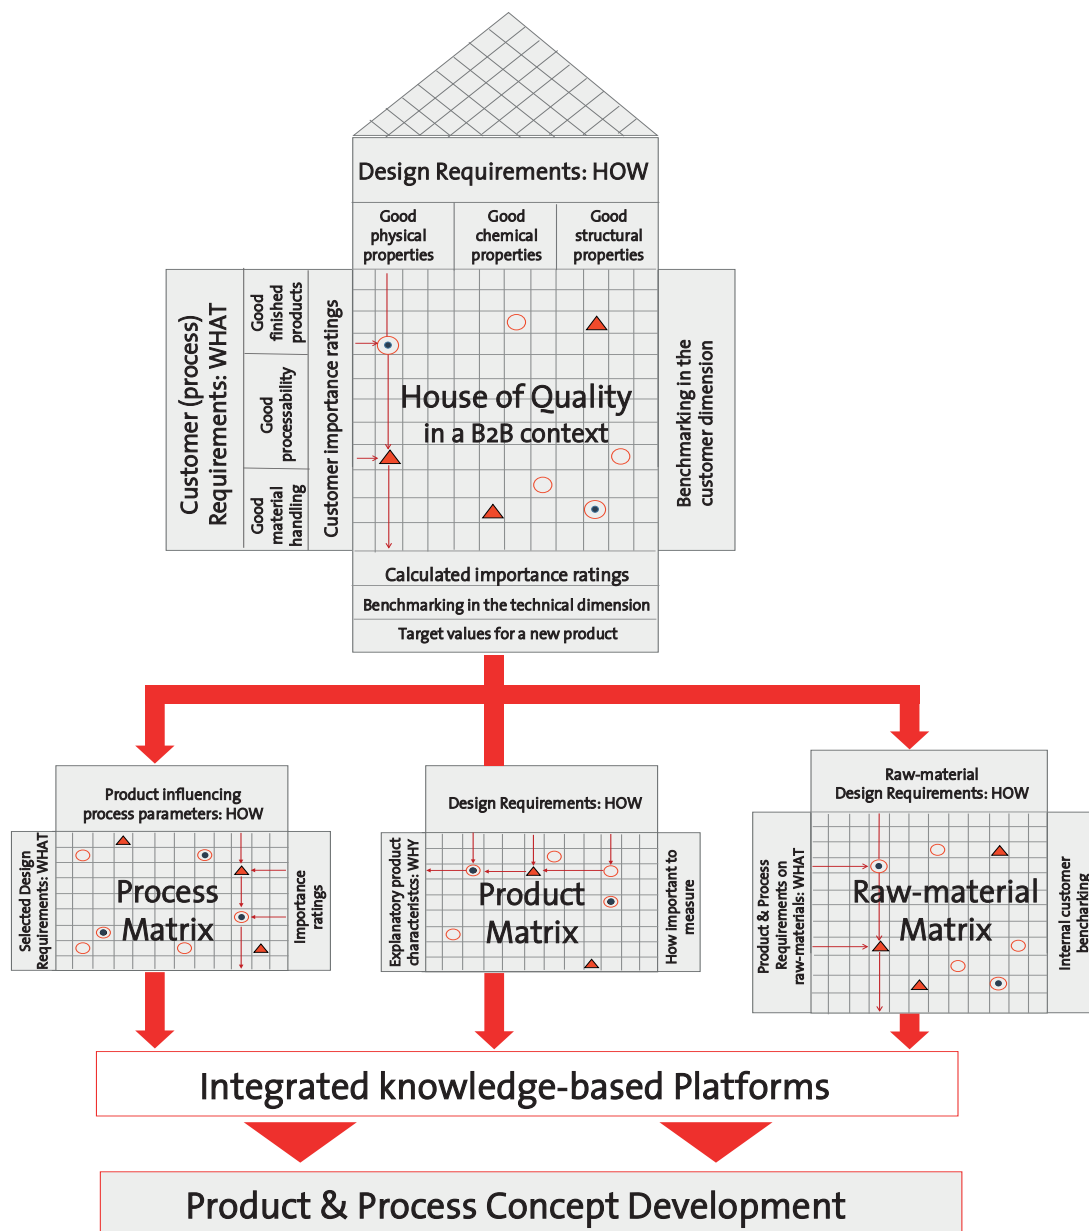 Design Requirements: HOW
Good
physical
properties
Good
chemical
properties
Good
structural
properties
Customer (process)
Requirements: WHAT
Good
finished
products
Good
processability
Good
material
handling
Customer importance ratings
House of Quality
in a B2B context
Benchmarking in the
customer dimension
Calculated importance ratings
Benchmarking in the technical dimension
Target values for a new product
Product influencing
process parameters: HOW
Selected Design
Requirements: WHAT
Process
Matrix
Importance
ratings
Design Requirements: HOW
Explanatory product
characteristics: WHY
Product
Matrix
How important to
measure
Raw-material
Design Requirements: HOW
Product & Process
Requirements on
raw-materials: WHAT
Raw-material
Matrix
Internal customer
bencharking
Integrated knowledge-based Platforms
Product & Process Concept Development